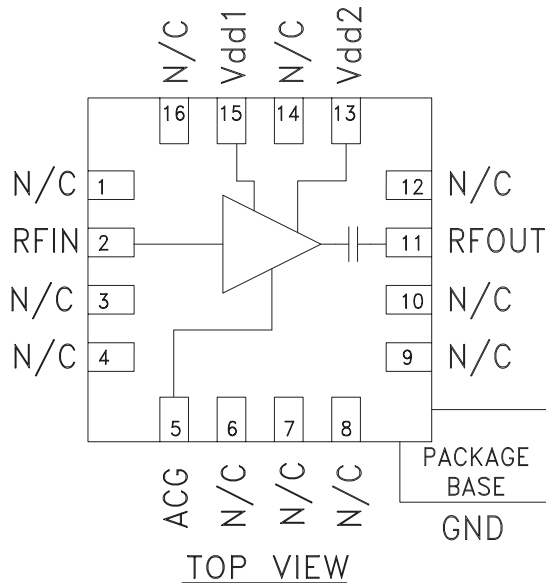 N/C Vdd1 N/C Vdd2
16 15 14 13
N/C 1 12 N/C
RFIN 2 11 RFOUT
N/C 3 10 N/C
N/C 4 9 N/C
5 6 7 8
ACG N/C N/C N/C
PACKAGE
BASE
GND
TOP VIEW